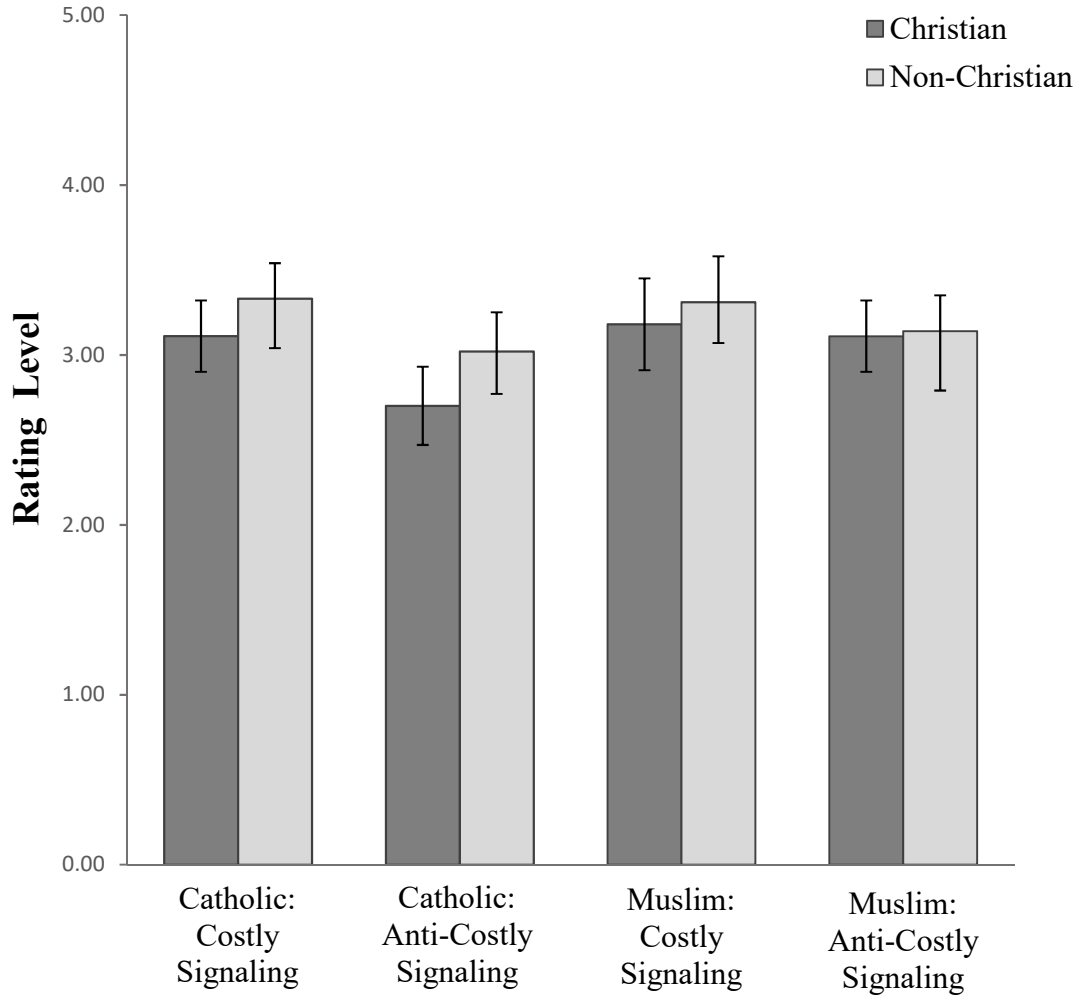 5.00
4.00
3.00
2.00
1.00
0.00
Rating Level
Christian
Non-Christian
Catholic:
Costly
Signaling
Catholic:
Anti-Costly
Signaling
Muslim:
Costly
Signaling
Muslim:
Anti-Costly
Signaling